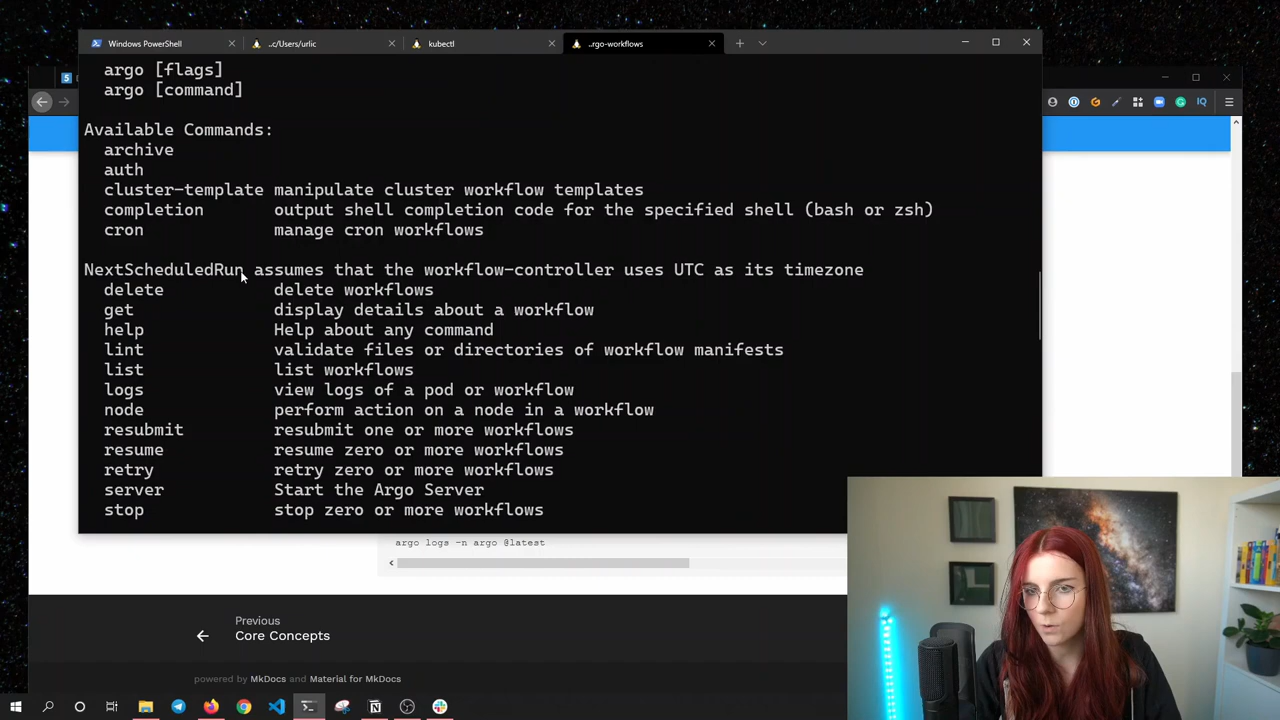 Windows PowerShell
..c/Users/urlic
kubectl
..rgo-workflows
5
IQ
argo [flags]
argo [command]
Available Commands:
archive
auth
cluster-template manipulate cluster workflow templates
completion output shell completion code for the specified shell (bash or zsh)
cron manage cron workflows
NextScheduledRun assumes that the workflow-controller uses UTC as its timezone
delete delete workflows
get display details about a workflow
help Help about any command
lint validate files or directories of workflow manifests
list list workflows
logs view logs of a pod or workflow
node perform action on a node in a workflow
resubmit resubmit one or more workflows
resume resume zero or more workflows
retry retry zero or more workflows
server Start the Argo Server
stop stop zero or more workflows
argo logs -n argo @latest
Previous
Core Concepts
powered by MkDocs and Material for MkDocs